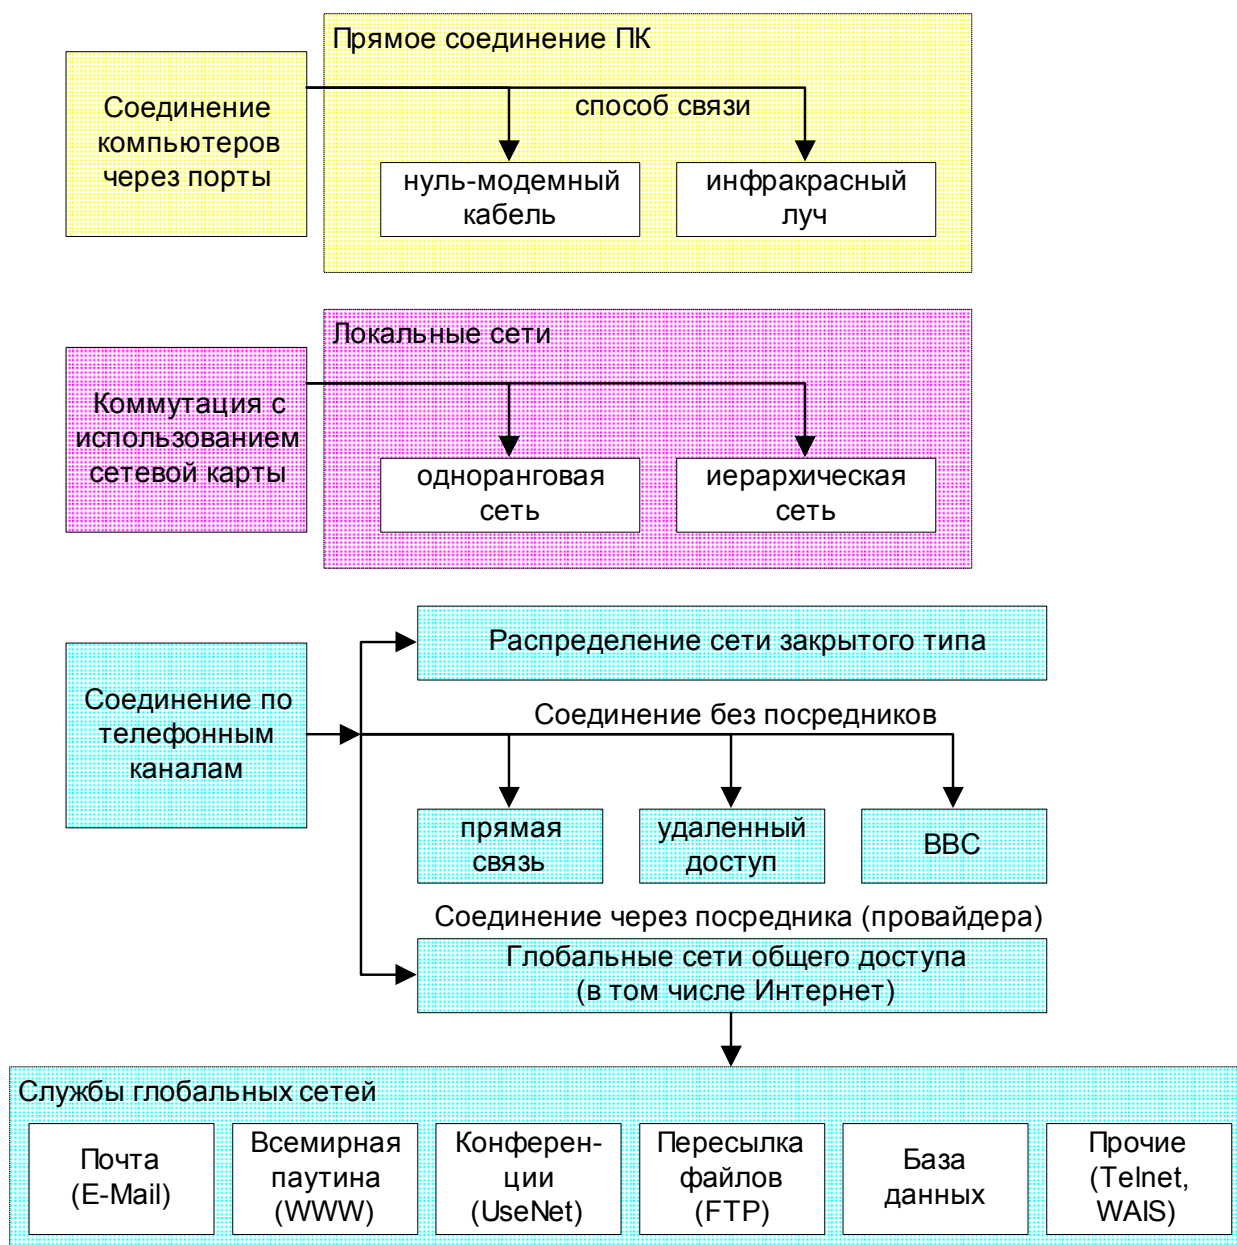 Прямое соединение ПК
Соединение
компьютеров
через порты
способ связи
нуль-модемный
кабель
инфракрасный
луч
Локальные сети
Коммутация с
использованием
сетевой карты
одноранговая
сеть
иерархическая
сеть
Распределение сети закрытого типа
Соединение по
телефонным
каналам
Соединение без посредников
прямая
связь
удаленный
доступ
BBC
Соединение через посредника (провайдера)
Глобальные сети общего доступа
(в том числе Интернет)
Службы глобальных сетей
Почта
(E-Mail)
Всемирная
паутина
(WWW)
Конферен-
ции
(UseNet)
Пересылка
файлов
(FTP)
База
данных
Прочие
(Telnet,
WAIS)